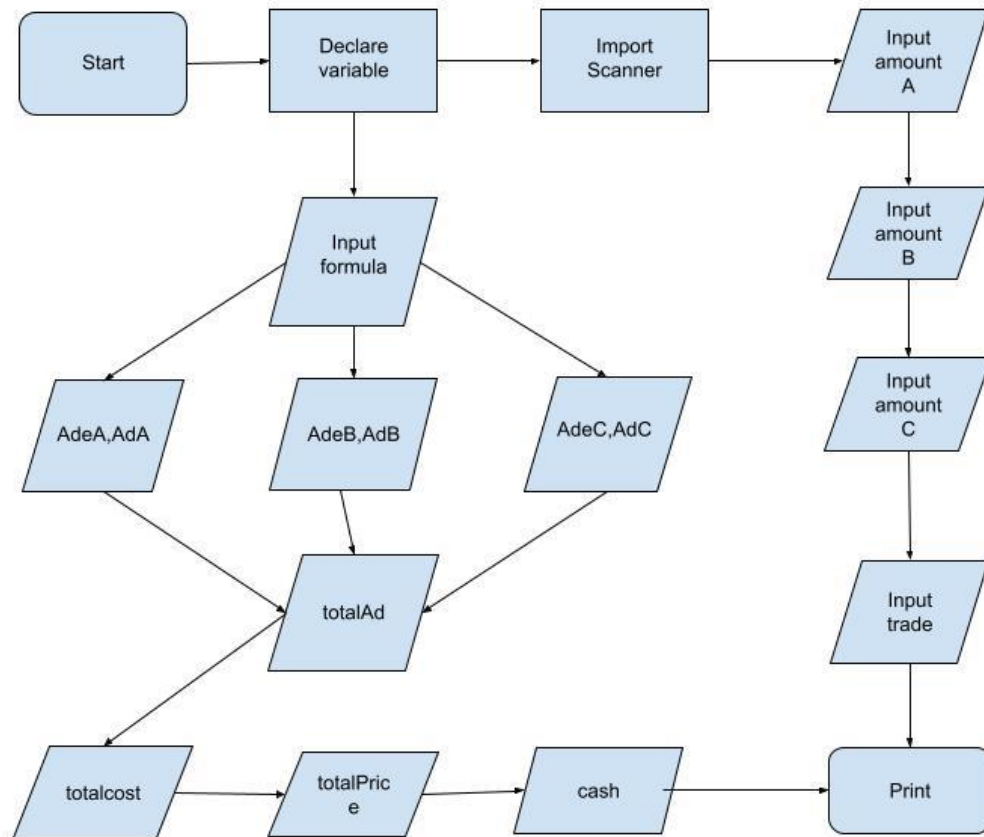 Start
Declare
variable
Import
Scanner
Input
amount
A
Input
formula
Input
amount
B
AdeA,AdA
AdeB,AdB
AdeC,AdC
Input
amount
C
totalAd
Input
trade
totalcost
totalPric
e
cash
Print